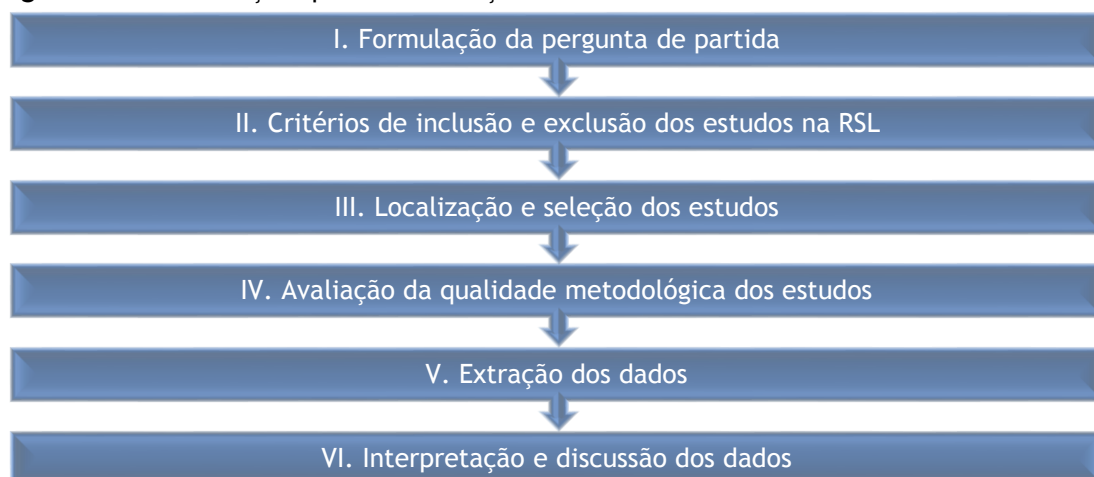 I. Formulação da pergunta de partida
II. Critérios de inclusão e exclusão dos estudos na RSL
III. Localização e seleção dos estudos
IV. Avaliação da qualidade metodológica dos estudos
V. Extração dos dados
VI. Interpretação e discussão dos dados